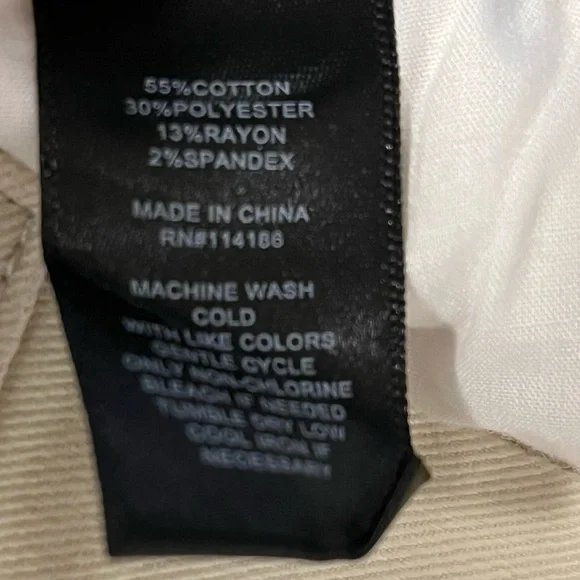 55%COTTON
30%POLYESTER
13%RAYON
2%SPANDEX
MADE IN CHINA
RN#114186
MACHINE WASH
COLD
WITH LIKE COLORS
GENTLE CYCLE
ONLY NON-CHLORINE
BLEACH IF NEEDED
TUMBLE DRY LOW
COOL IRON IF
NECESSARY